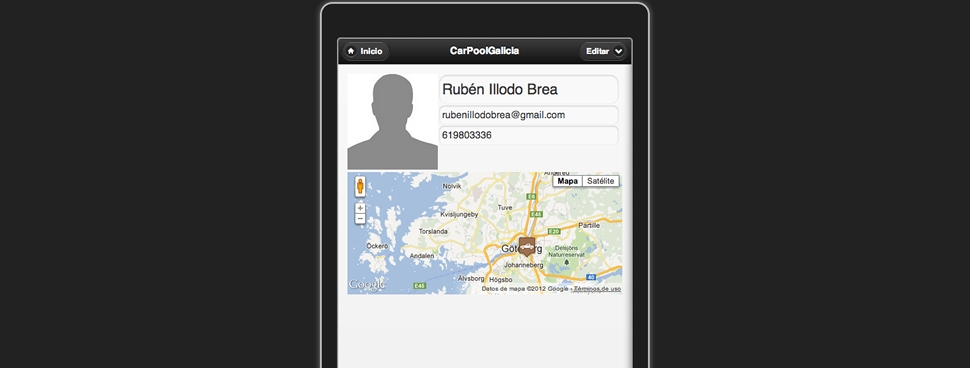 Inicio
CarPoolGalicia
Editar
Rubén Illodo Brea
rubenillodobrea@gmail.com
619803336
Angered
Mapa
Satélite
Nolvik
E6
Tuve
E45
Kvisljungeby
Partille
E20
Torslanda
Öckerö
Göteborg
Delsjöns
Naturreservat
Andalen
Johanneberg
Älvsborg
Högsbo
40
E45
Google
Datos de mapa ©2012 Google - Términos de uso